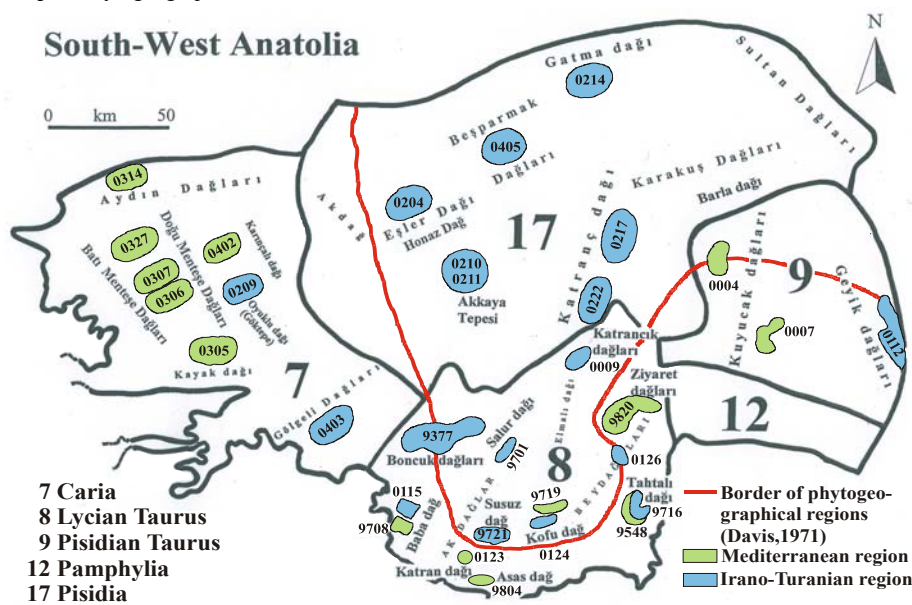 South-West Anatolia
N
0 km 50
Gatma dağı
Sultan Dağları
0214
Beşparmak Dağları
0405
0314
Aydın Dağları
Akdağ
0204
Eşler Dağı
Honaz Dağ
17
Karakuş Dağları
Barla dağı
Katranç dağı
0217
0327
Doğu Menteşe Dağları
Batı Menteşe Dağları
0402
Karıncalı dağı
0307
0306
0209
Oyuklu dağı
(Göktepe)
0210
0211
Akkaya
Tepesi
0222
0004
Kuyucak dağları
9
Geyik dağları
0112
0007
0305
Kayak dağı
7
Katrancık
dağları
0009
Ziyaret
dağları
9820
12
Gölgeli Dağları
0403
9377
Boncuk dağları
Salur dağı
9701
Elmalı dağı
8
BEYDAĞLARI
0126
Tahtalı
dağı
9716
9548
0115
9708
Baba dağ
AK DAĞLAR
Susuz
dağ
9721
9719
Kofu dağ
0124
0123
Katran dağı
Asas dağ
9804
7 Caria
8 Lycian Taurus
9 Pisidian Taurus
12 Pamphylia
17 Pisidia
Border of phytogeo-
graphical regions
(Davis,1971)
Mediterranean region
Irano-Turanian region